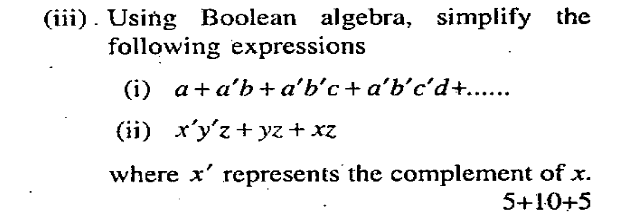 (iii). Using Boolean algebra, simplify the
following expressions
(i) a + a′b + a′b′c + a′b′c′d+......
(ii) x′y′z + yz + xz
where x′ represents the complement of x.
5+10+5